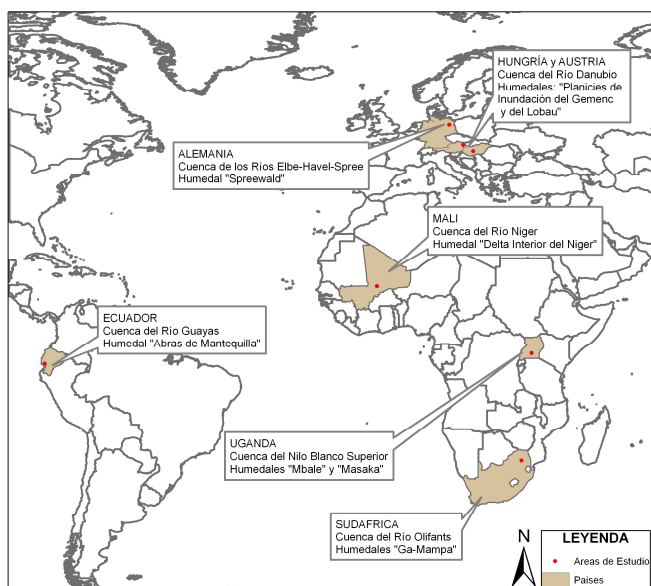 HUNGRÍA y AUSTRIA
Cuenca del Río Danubio
Humedales: "Planicies de
Inundación del Gemenc
y del Lobau"
ALEMANIA
Cuenca de los Ríos Elbe-Havel-Spree
Humedal "Spreewald"
MALI
Cuenca del Río Niger
Humedal "Delta Interior del Niger"
ECUADOR
Cuenca del Río Guayas
Humedal "Abras de Mantequilla"
UGANDA
Cuenca del Nilo Blanco Superior
Humedales "Mbale" y "Masaka"
SUDAFRICA
Cuenca del Río Olifants
Humedales "Ga-Mampa"
N
LEYENDA
Areas de Estudio
Países